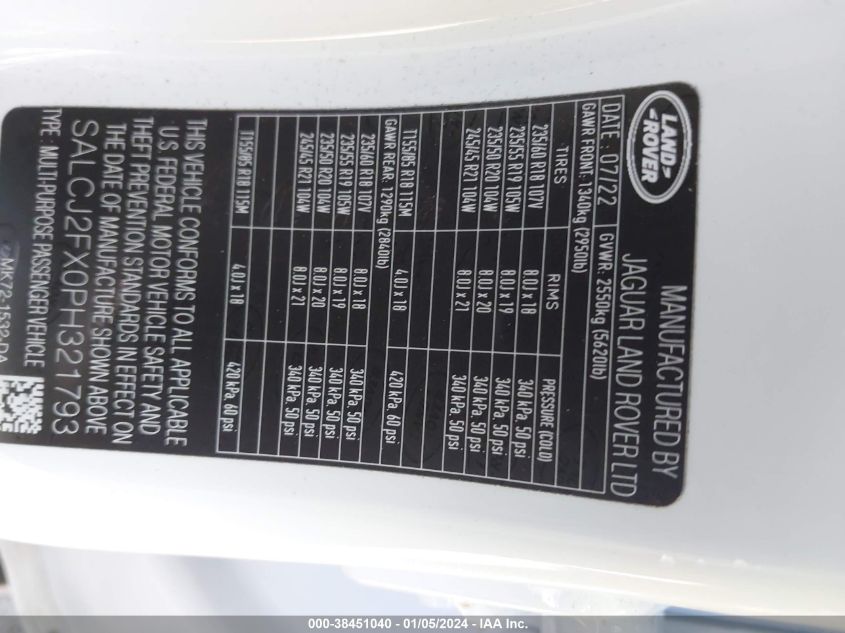 LAND
ROVER
MANUFACTURED BY
JAGUAR LAND ROVER LTD
DATE: 07/22 GVWR: 2550kg (5620lb)
GAWR FRONT: 1340kg (2950lb)
TIRES RIMS PRESSURE (COLD)
235/60 R18 107V 8.0J x 18 340 kPa, 50 psi
235/55 R19 105W 8.0J x 19 340 kPa, 50 psi
235/50 R20 104W 8.0J x 20 340 kPa, 50 psi
245/45 R21 104W 8.0J x 21 340 kPa, 50 psi
T155/85 R18 115M 4.0J x 18 420 kPa, 60 psi
GAWR REAR: 1290kg (2840lb)
235/60 R18 107V 8.0J x 18 340 kPa, 50 psi
235/55 R19 105W 8.0J x 19 340 kPa, 50 psi
235/50 R20 104W 8.0J x 20 340 kPa, 50 psi
245/45 R21 104W 8.0J x 21 340 kPa, 50 psi
T155/85 R18 115M 4.0J x 18 420 kPa, 60 psi
THIS VEHICLE CONFORMS TO ALL APPLICABLE
U.S. FEDERAL MOTOR VEHICLE SAFETY AND
THEFT PREVENTION STANDARDS IN EFFECT ON
THE DATE OF MANUFACTURE SHOWN ABOVE
SALCJ2FX0PH321793
TYPE: MULTI-PURPOSE PASSENGER VEHICLE
000-38451040 - 01/05/2024 - IAA Inc.